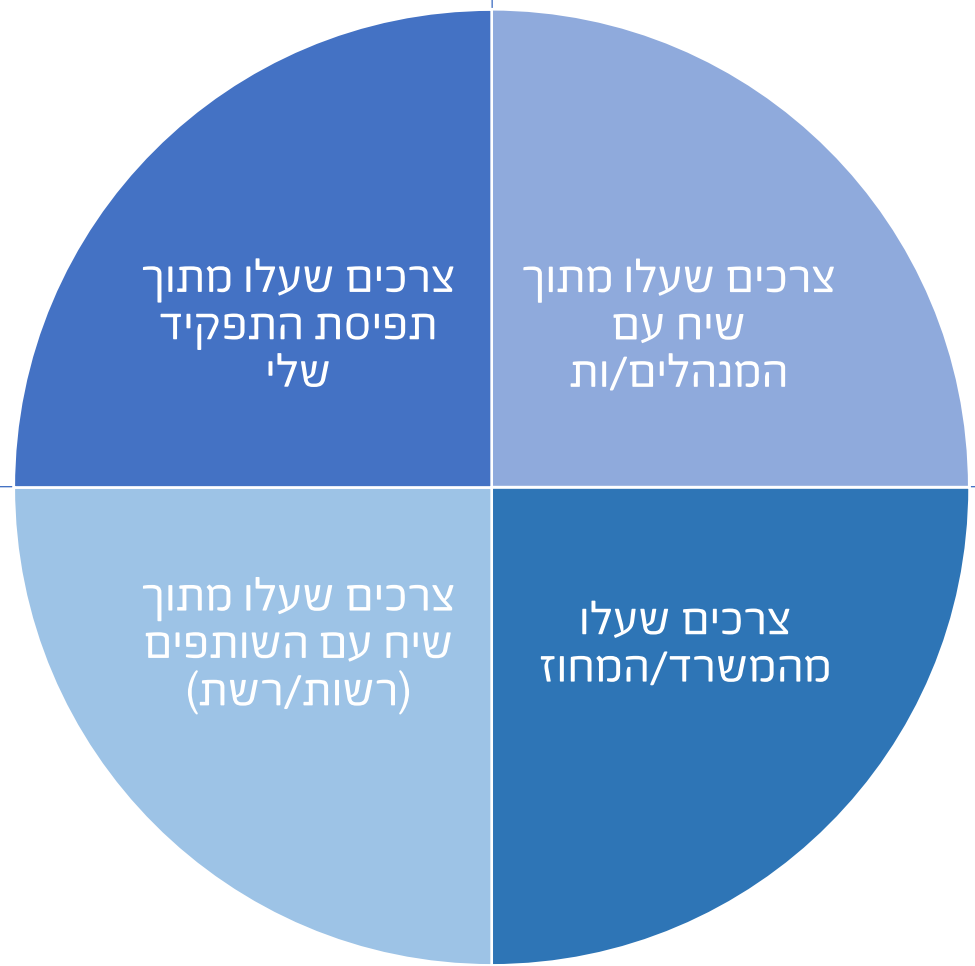 צרכים שעלו מתוך
שיח עם
המנהלים/ות
צרכים שעלו מתוך
תפיסת התפקיד
שלי
צרכים שעלו
מהמשרד/המחוז
צרכים שעלו מתוך
שיח עם השותפים
(רשות/רשת)